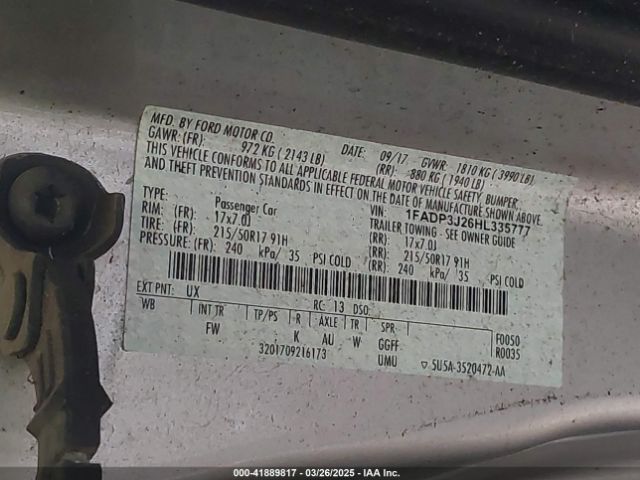 MFD. BY FORD MOTOR CO.
DATE: 09/17 GVWR: 1810 KG ( 3990 LB)
GAWR: (FR): 972 KG ( 2143 LB) (RR): 880 KG ( 1940 LB)
THIS VEHICLE CONFORMS TO ALL APPLICABLE FEDERAL MOTOR VEHICLE SAFETY, BUMPER,
AND THEFT PREVENTION STANDARDS IN EFFECT ON THE DATE OF MANUFACTURE SHOWN ABOVE.
VIN: 1FADP3J26HL335777
TYPE: Passenger Car TRAILER TOWING - SEE OWNER GUIDE
RIM: (FR): 17x7.0J (RR): 17x7.0J
TIRE: (FR): 215/50R17 91H (RR): 215/50R17 91H
PRESSURE: (FR): 240 kPa/ 35 PSI COLD (RR): 240 kPa/ 35 PSI COLD
EXT PNT: UX RC: 13 DSO:
WB INT TR TP/PS R AXLE TR SPR F0050
FW K AU W GGFF R0035
3201709216173 UMU ▽ SU5A-3520472-AA
000-41889817 / 03/26/2025 - IAA Inc.